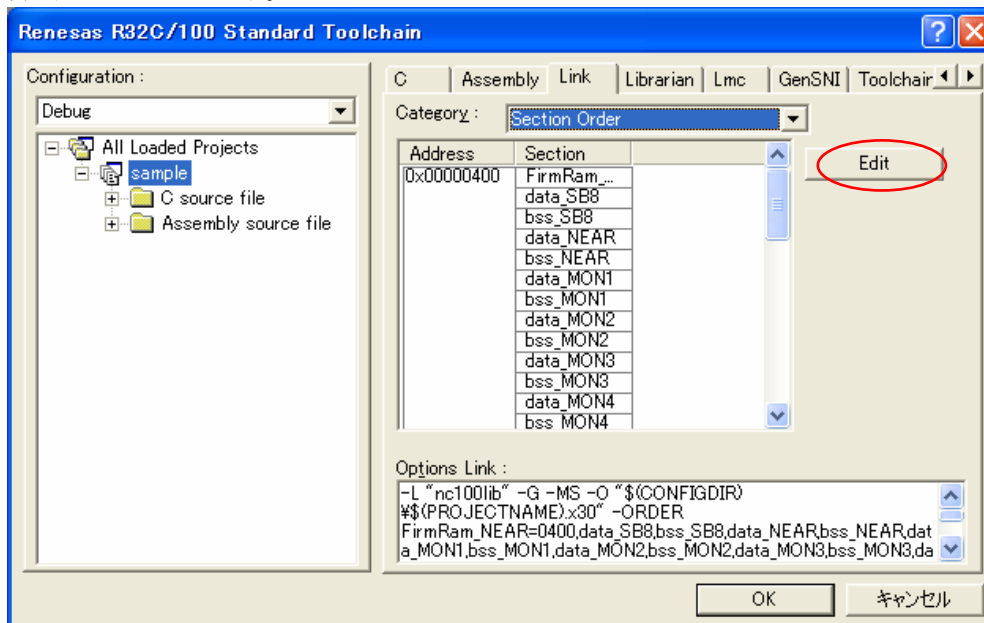 Renesas R32C/100 Standard Toolchain
Configuration :
Debug
All Loaded Projects
sample
C source file
Assembly source file
C Assembly Link Librarian Lmc GenSNI Toolchair
Category : Section Order
Address Section
0x00000400 FirmRam_...
data_SB8
bss_SB8
data_NEAR
bss_NEAR
data_MON1
bss_MON1
data_MON2
bss_MON2
data_MON3
bss_MON3
data_MON4
bss_MON4
Edit
Options Link :
-L "nc100lib" -G -MS -O "$(CONFIGDIR)
¥$(PROJECTNAME).x30" -ORDER
FirmRam_NEAR=0400,data_SB8,bss_SB8,data_NEAR,bss_NEAR,dat
a_MON1,bss_MON1,data_MON2,bss_MON2,data_MON3,bss_MON3,da
OK キャンセル